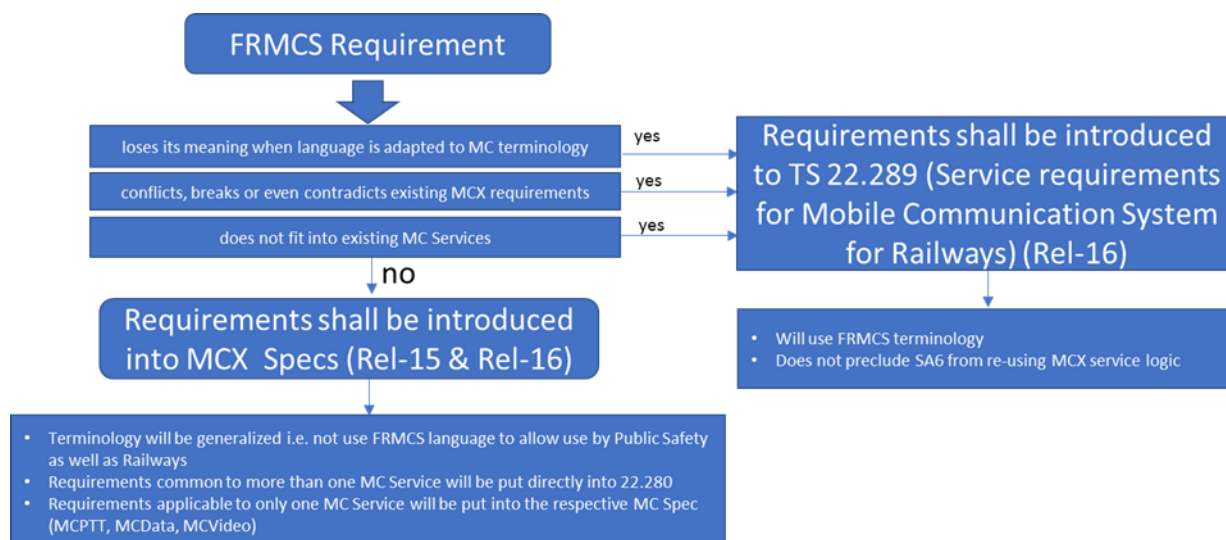 FRMCS Requirement
loses its meaning when language is adapted to MC terminology
yes
conflicts, breaks or even contradicts existing MCX requirements
yes
does not fit into existing MC Services
yes
Requirements shall be introduced
to TS 22.289 (Service requirements
for Mobile Communication System
for Railways) (Rel-16)
no
Requirements shall be introduced
into MCX Specs (Rel-15 & Rel-16)
• Will use FRMCS terminology
• Does not preclude SA6 from re-using MCX service logic
• Terminology will be generalized i.e. not use FRMCS language to allow use by Public Safety
as well as Railways
• Requirements common to more than one MC Service will be put directly into 22.280
• Requirements applicable to only one MC Service will be put into the respective MC Spec
(MCPTT, MCData, MCVideo)